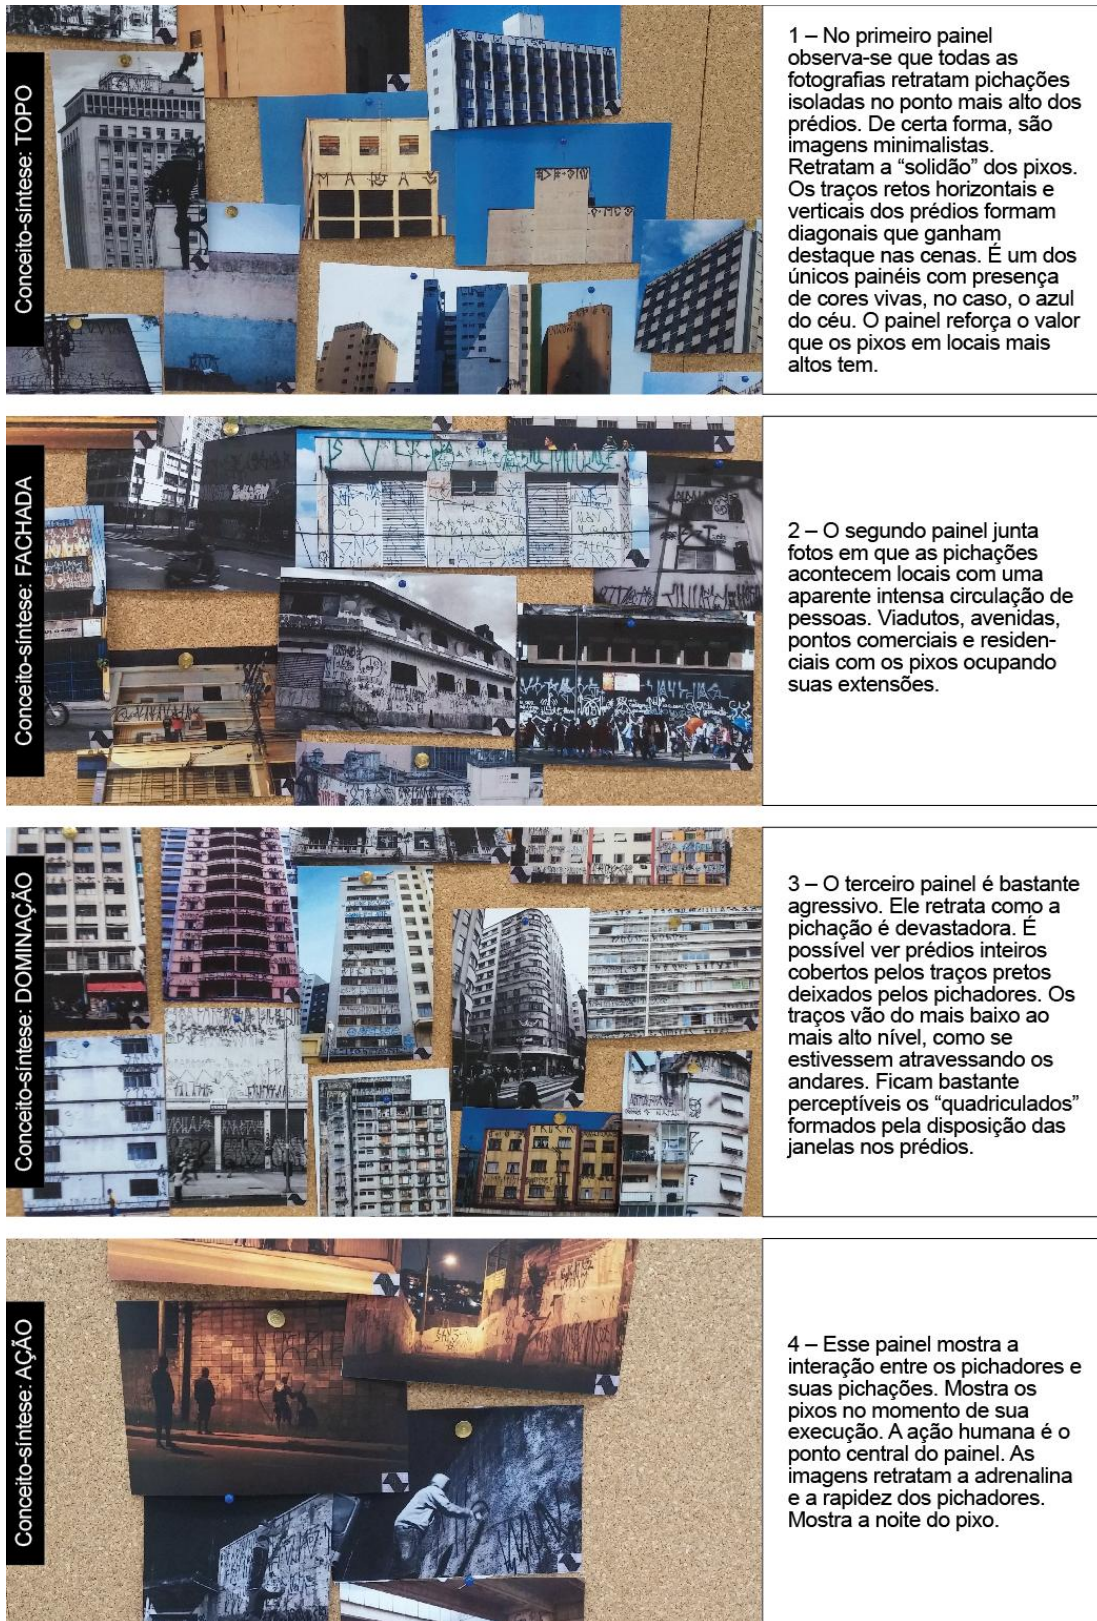 Conceito-síntese: TOPO
1 – No primeiro painel
observa-se que todas as
fotografias retratam pichações
isoladas no ponto mais alto dos
prédios. De certa forma, são
imagens minimalistas.
Retratam a “solidão” dos pixos.
Os traços retos horizontais e
verticais dos prédios formam
diagonais que ganham
destaque nas cenas. É um dos
únicos painéis com presença
de cores vivas, no caso, o azul
do céu. O painel reforça o valor
que os pixos em locais mais
altos tem.
Conceito-síntese: FACHADA
2 – O segundo painel junta
fotos em que as pichações
acontecem locais com uma
aparente intensa circulação de
pessoas. Viadutos, avenidas,
pontos comerciais e residen-
ciais com os pixos ocupando
suas extensões.
Conceito-síntese: DOMINAÇÃO
3 – O terceiro painel é bastante
agressivo. Ele retrata como a
pichação é devastadora. É
possível ver prédios inteiros
cobertos pelos traços pretos
deixados pelos pichadores. Os
traços vão do mais baixo ao
mais alto nível, como se
estivessem atravessando os
andares. Ficam bastante
perceptíveis os “quadriculados”
formados pela disposição das
janelas nos prédios.
Conceito-síntese: AÇÃO
4 – Esse painel mostra a
interação entre os pichadores e
suas pichações. Mostra os
pixos no momento de sua
execução. A ação humana é o
ponto central do painel. As
imagens retratam a adrenalina
e a rapidez dos pichadores.
Mostra a noite do pixo.